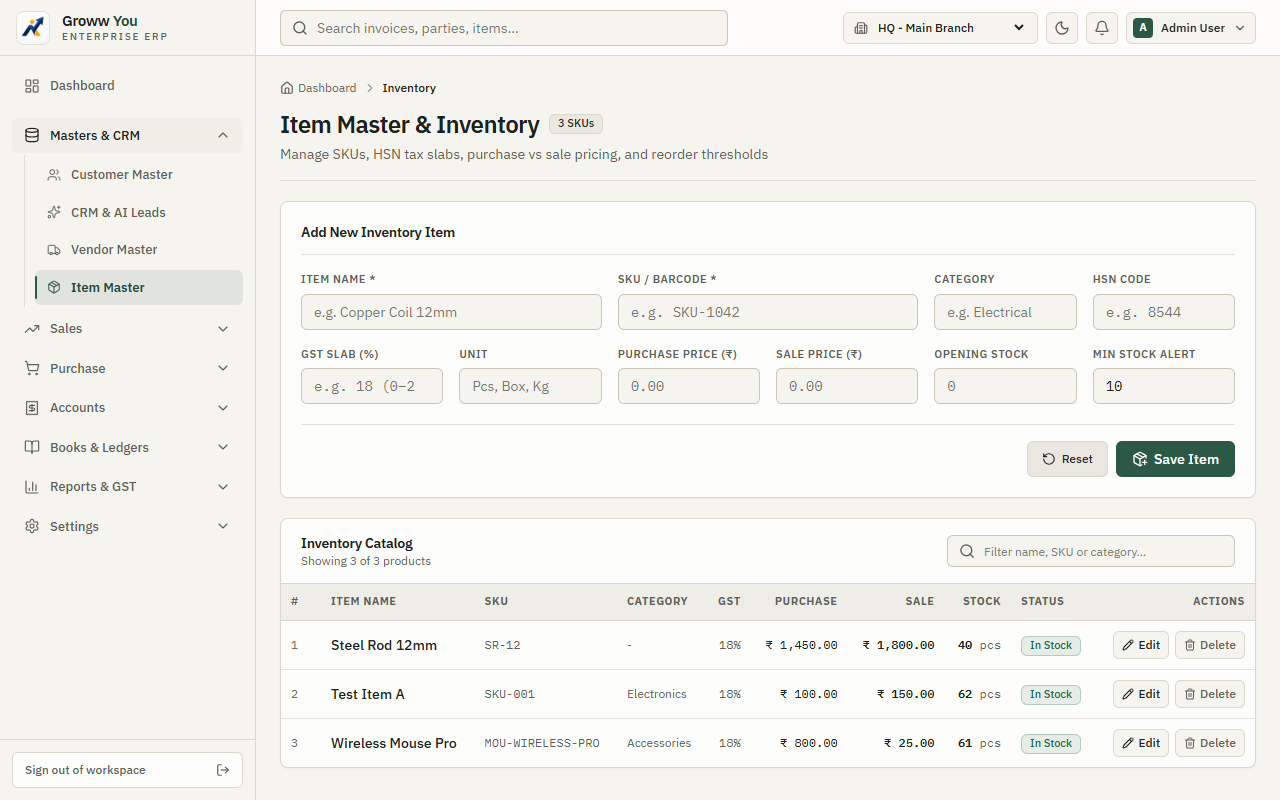 Groww You
ENTERPRISE ERP
Search invoices, parties, items...
HQ - Main Branch
A
Admin User
Dashboard
Masters & CRM
Customer Master
CRM & AI Leads
Vendor Master
Item Master
Sales
Purchase
Accounts
Books & Ledgers
Reports & GST
Settings
Sign out of workspace
Dashboard > Inventory
Item Master & Inventory 3 SKUs
Manage SKUs, HSN tax slabs, purchase vs sale pricing, and reorder thresholds
Add New Inventory Item
ITEM NAME * SKU / BARCODE * CATEGORY HSN CODE
e.g. Copper Coil 12mm e.g. SKU-1042 e.g. Electrical e.g. 8544
GST SLAB (%) UNIT PURCHASE PRICE (₹) SALE PRICE (₹) OPENING STOCK MIN STOCK ALERT
e.g. 18 (0–2 Pcs, Box, Kg 0.00 0.00 0 10
Reset Save Item
Inventory Catalog
Showing 3 of 3 products
Filter name, SKU or category...
# ITEM NAME SKU CATEGORY GST PURCHASE SALE STOCK STATUS ACTIONS
1 Steel Rod 12mm SR-12 - 18% ₹ 1,450.00 ₹ 1,800.00 40 pcs In Stock Edit Delete
2 Test Item A SKU-001 Electronics 18% ₹ 100.00 ₹ 150.00 62 pcs In Stock Edit Delete
3 Wireless Mouse Pro MOU-WIRELESS-PRO Accessories 18% ₹ 800.00 ₹ 25.00 61 pcs In Stock Edit Delete